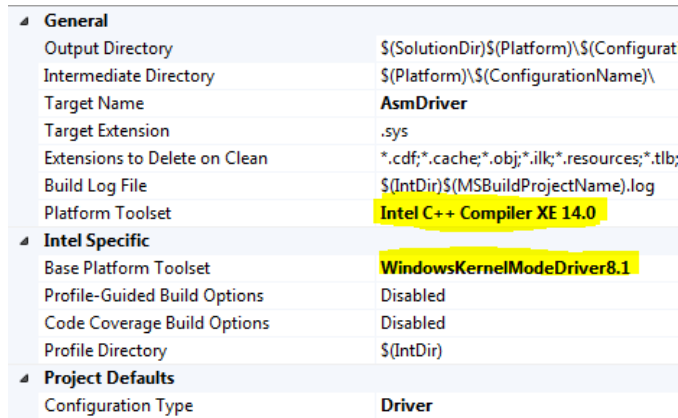 General
Output Directory $(SolutionDir)$(Platform)\$(Configurat
Intermediate Directory $(Platform)\$(ConfigurationName)\
Target Name AsmDriver
Target Extension .sys
Extensions to Delete on Clean *.cdf;*.cache;*.obj;*.ilk;*.resources;*.tlb;
Build Log File $(IntDir)$(MSBuildProjectName).log
Platform Toolset Intel C++ Compiler XE 14.0
Intel Specific
Base Platform Toolset WindowsKernelModeDriver8.1
Profile-Guided Build Options Disabled
Code Coverage Build Options Disabled
Profile Directory $(IntDir)
Project Defaults
Configuration Type Driver